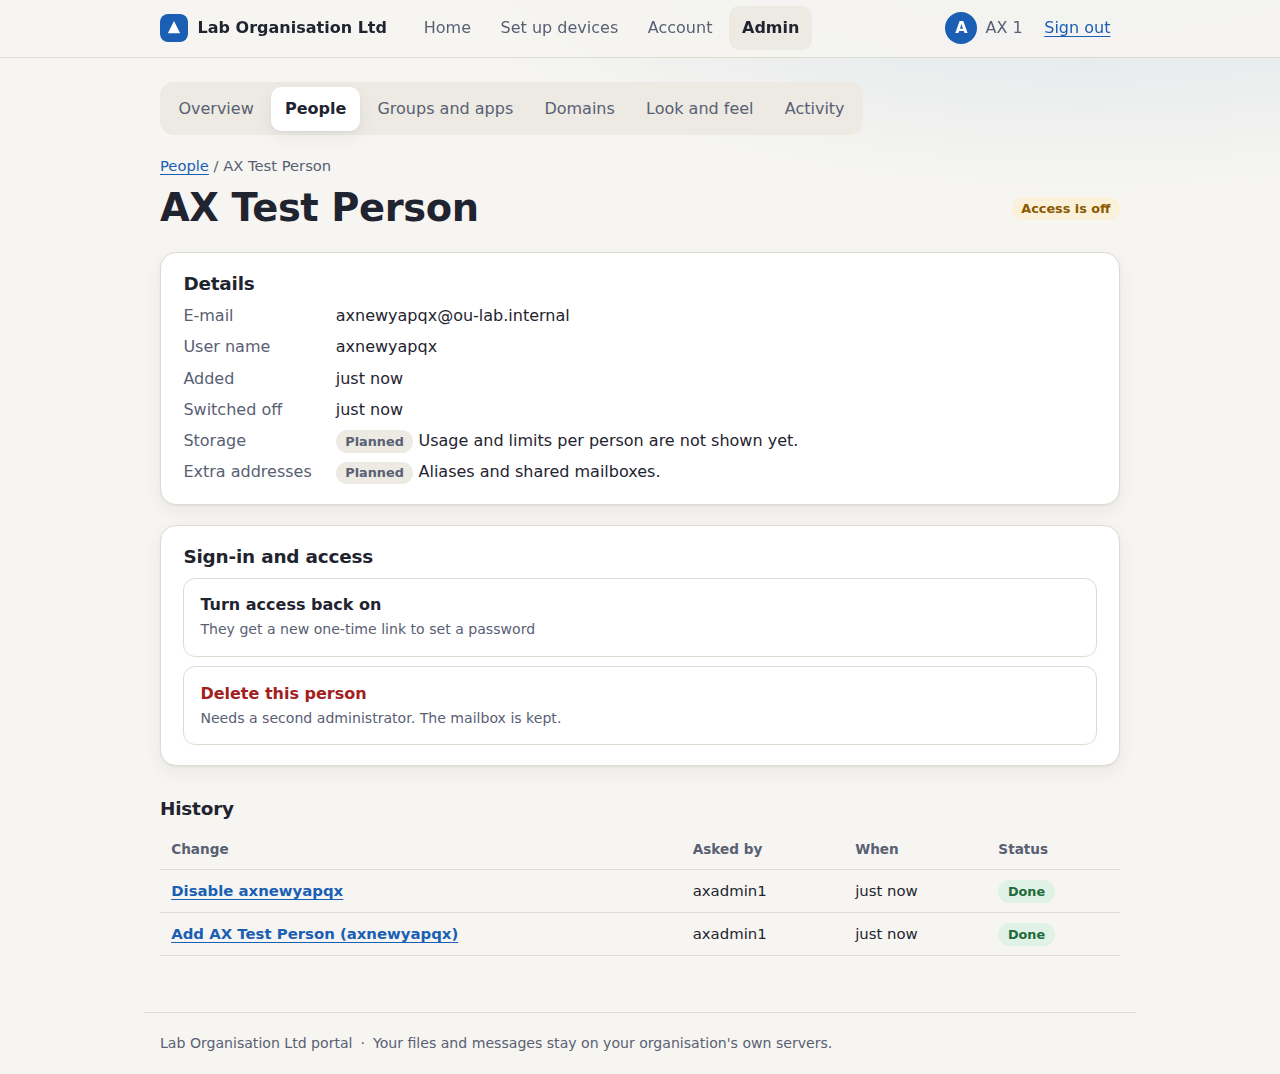 Lab Organisation Ltd Home Set up devices Account Admin A AX 1 Sign out
Overview People Groups and apps Domains Look and feel Activity
People / AX Test Person
AX Test Person Access is off
Details
E-mail axnewyapqx@ou-lab.internal
User name axnewyapqx
Added just now
Switched off just now
Storage Planned Usage and limits per person are not shown yet.
Extra addresses Planned Aliases and shared mailboxes.
Sign-in and access
Turn access back on
They get a new one-time link to set a password
Delete this person
Needs a second administrator. The mailbox is kept.
History
Change Asked by When Status
Disable axnewyapqx axadmin1 just now Done
Add AX Test Person (axnewyapqx) axadmin1 just now Done
Lab Organisation Ltd portal · Your files and messages stay on your organisation's own servers.